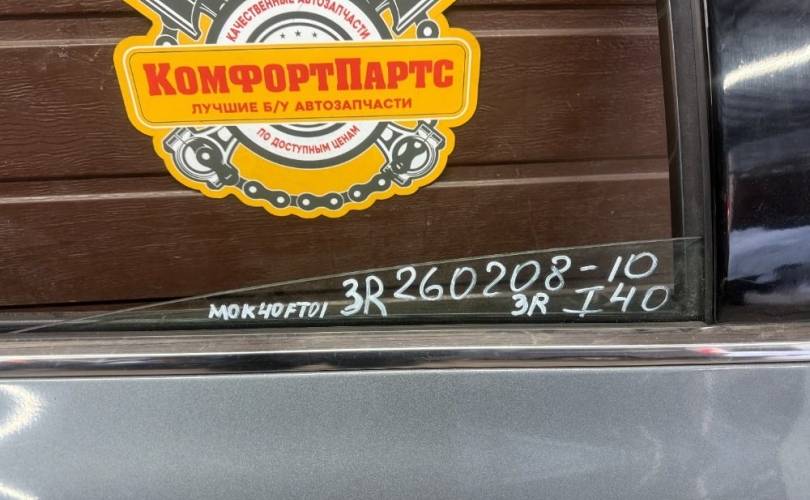 КАЧЕСТВЕННЫЕ АВТОЗАПЧАСТИ
КОМФОРТПАРТС
ЛУЧШИЕ Б/У АВТОЗАПЧАСТИ
ПО ДОСТУПНЫМ ЦЕНАМ
MOK40FT01 3R 260208-10
3R I40